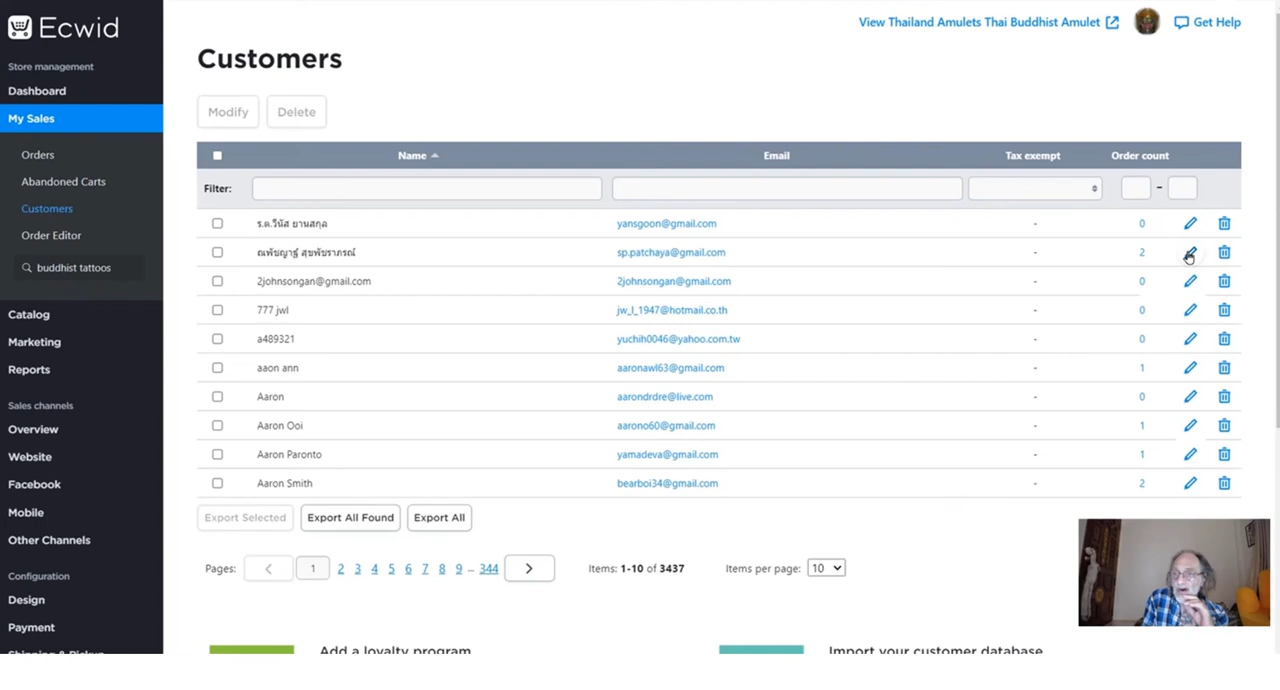 Ecwid
View Thailand Amulets Thai Buddhist Amulet
Get Help
Store management
Dashboard
My Sales
Orders
Abandoned Carts
Customers
Order Editor
buddhist tattoos
Catalog
Marketing
Reports
Sales channels
Overview
Website
Facebook
Mobile
Other Channels
Configuration
Design
Payment
Customers
Modify Delete
Name Email Tax exempt Order count
Filter: -
ร.ต.วีนัส ยานสกุล yansgoon@gmail.com - 0
ณพัชญาฐ์ สุขพัชราภรณ์ sp.patchaya@gmail.com - 2
2johnsongan@gmail.com 2johnsongan@gmail.com - 0
777 jwl jw_l_1947@hotmail.co.th - 0
a489321 yuchih0046@yahoo.com.tw - 0
aaon ann aaronawl63@gmail.com - 1
Aaron aarondrdre@live.com - 0
Aaron Ooi aarono60@gmail.com - 1
Aaron Paronto yamadeva@gmail.com - 1
Aaron Smith bearboi34@gmail.com - 2
Export Selected Export All Found Export All
Pages: 1 2 3 4 5 6 7 8 9 ... 344 Items: 1-10 of 3437 Items per page: 10
Add a loyalty program Import your customer database